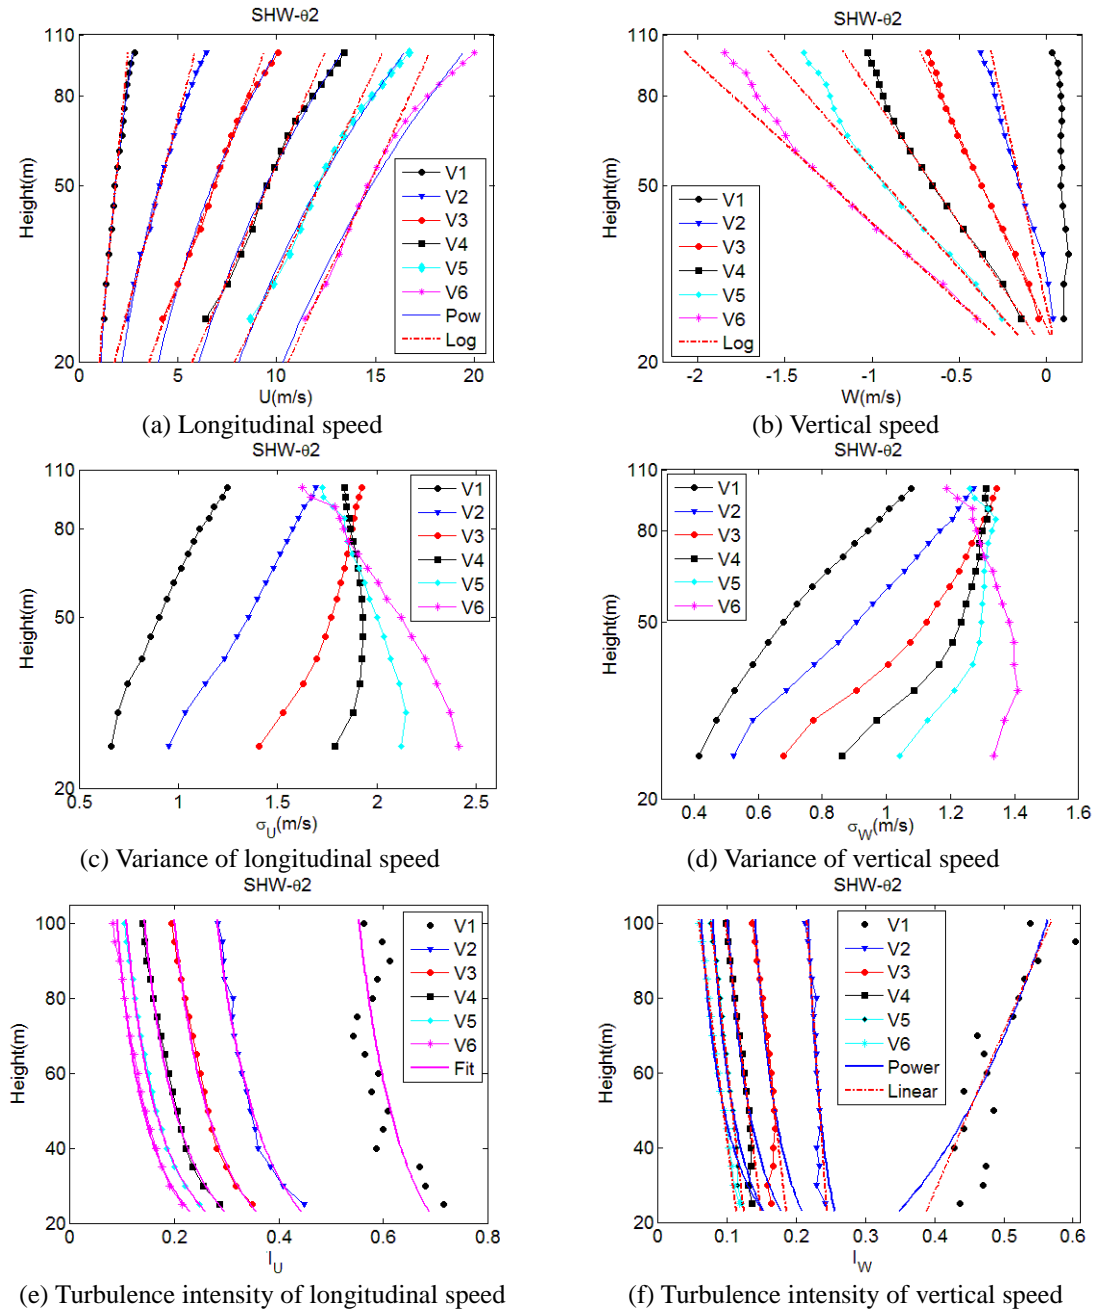 SHW-θ2
110
80
50
20
Height(m)
0
5
10
15
20
U(m/s)
V1
V2
V3
V4
V5
V6
Pow
Log
(a) Longitudinal speed
SHW-θ2
110
80
50
20
Height(m)
-2
-1.5
-1
-0.5
0
W(m/s)
V1
V2
V3
V4
V5
V6
Log
(b) Vertical speed
SHW-θ2
110
80
50
20
Height(m)
0.5
1
1.5
2
2.5
σU(m/s)
V1
V2
V3
V4
V5
V6
(c) Variance of longitudinal speed
SHW-θ2
110
80
50
20
Height(m)
0.4
0.6
0.8
1
1.2
1.4
1.6
σW(m/s)
V1
V2
V3
V4
V5
V6
(d) Variance of vertical speed
SHW-θ2
100
80
60
40
20
Height(m)
0
0.2
0.4
0.6
0.8
IU
V1
V2
V3
V4
V5
V6
Fit
(e) Turbulence intensity of longitudinal speed
SHW-θ2
100
80
60
40
20
Height(m)
0
0.1
0.2
0.3
0.4
0.5
0.6
IW
V1
V2
V3
V4
V5
V6
Power
Linear
(f) Turbulence intensity of vertical speed